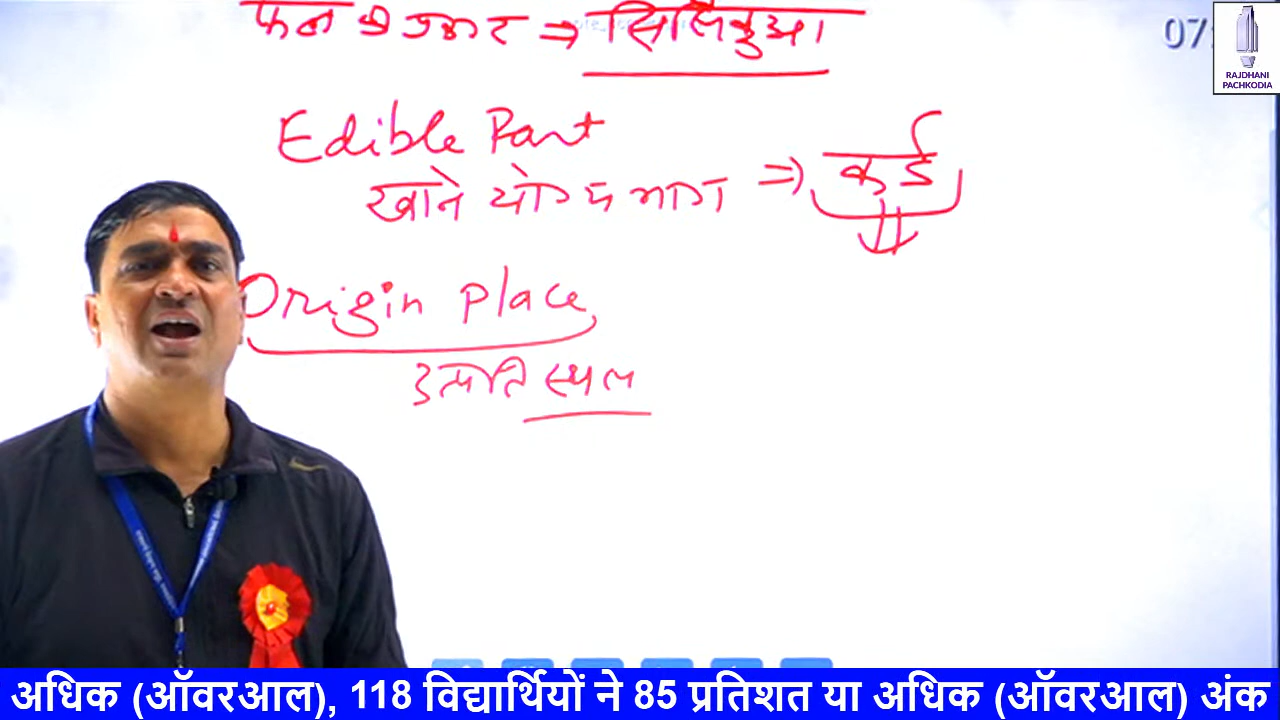 फल का प्रकार ⇒ सिलिकुआ
07
RAJDHANI
PACHKODIA
Edible Part
खाने योग्य भाग ⇒ कर्ड
Origin place
उत्पति स्थल
अधिक (ऑवरआल), 118 विद्यार्थियों ने 85 प्रतिशत या अधिक (ऑवरआल) अंक